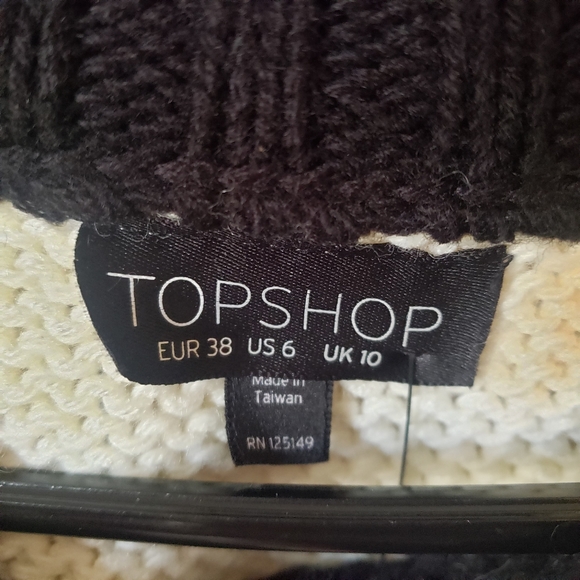 TOPSHOP
EUR 38 US 6 UK 10
Made in
Taiwan
RN 125149